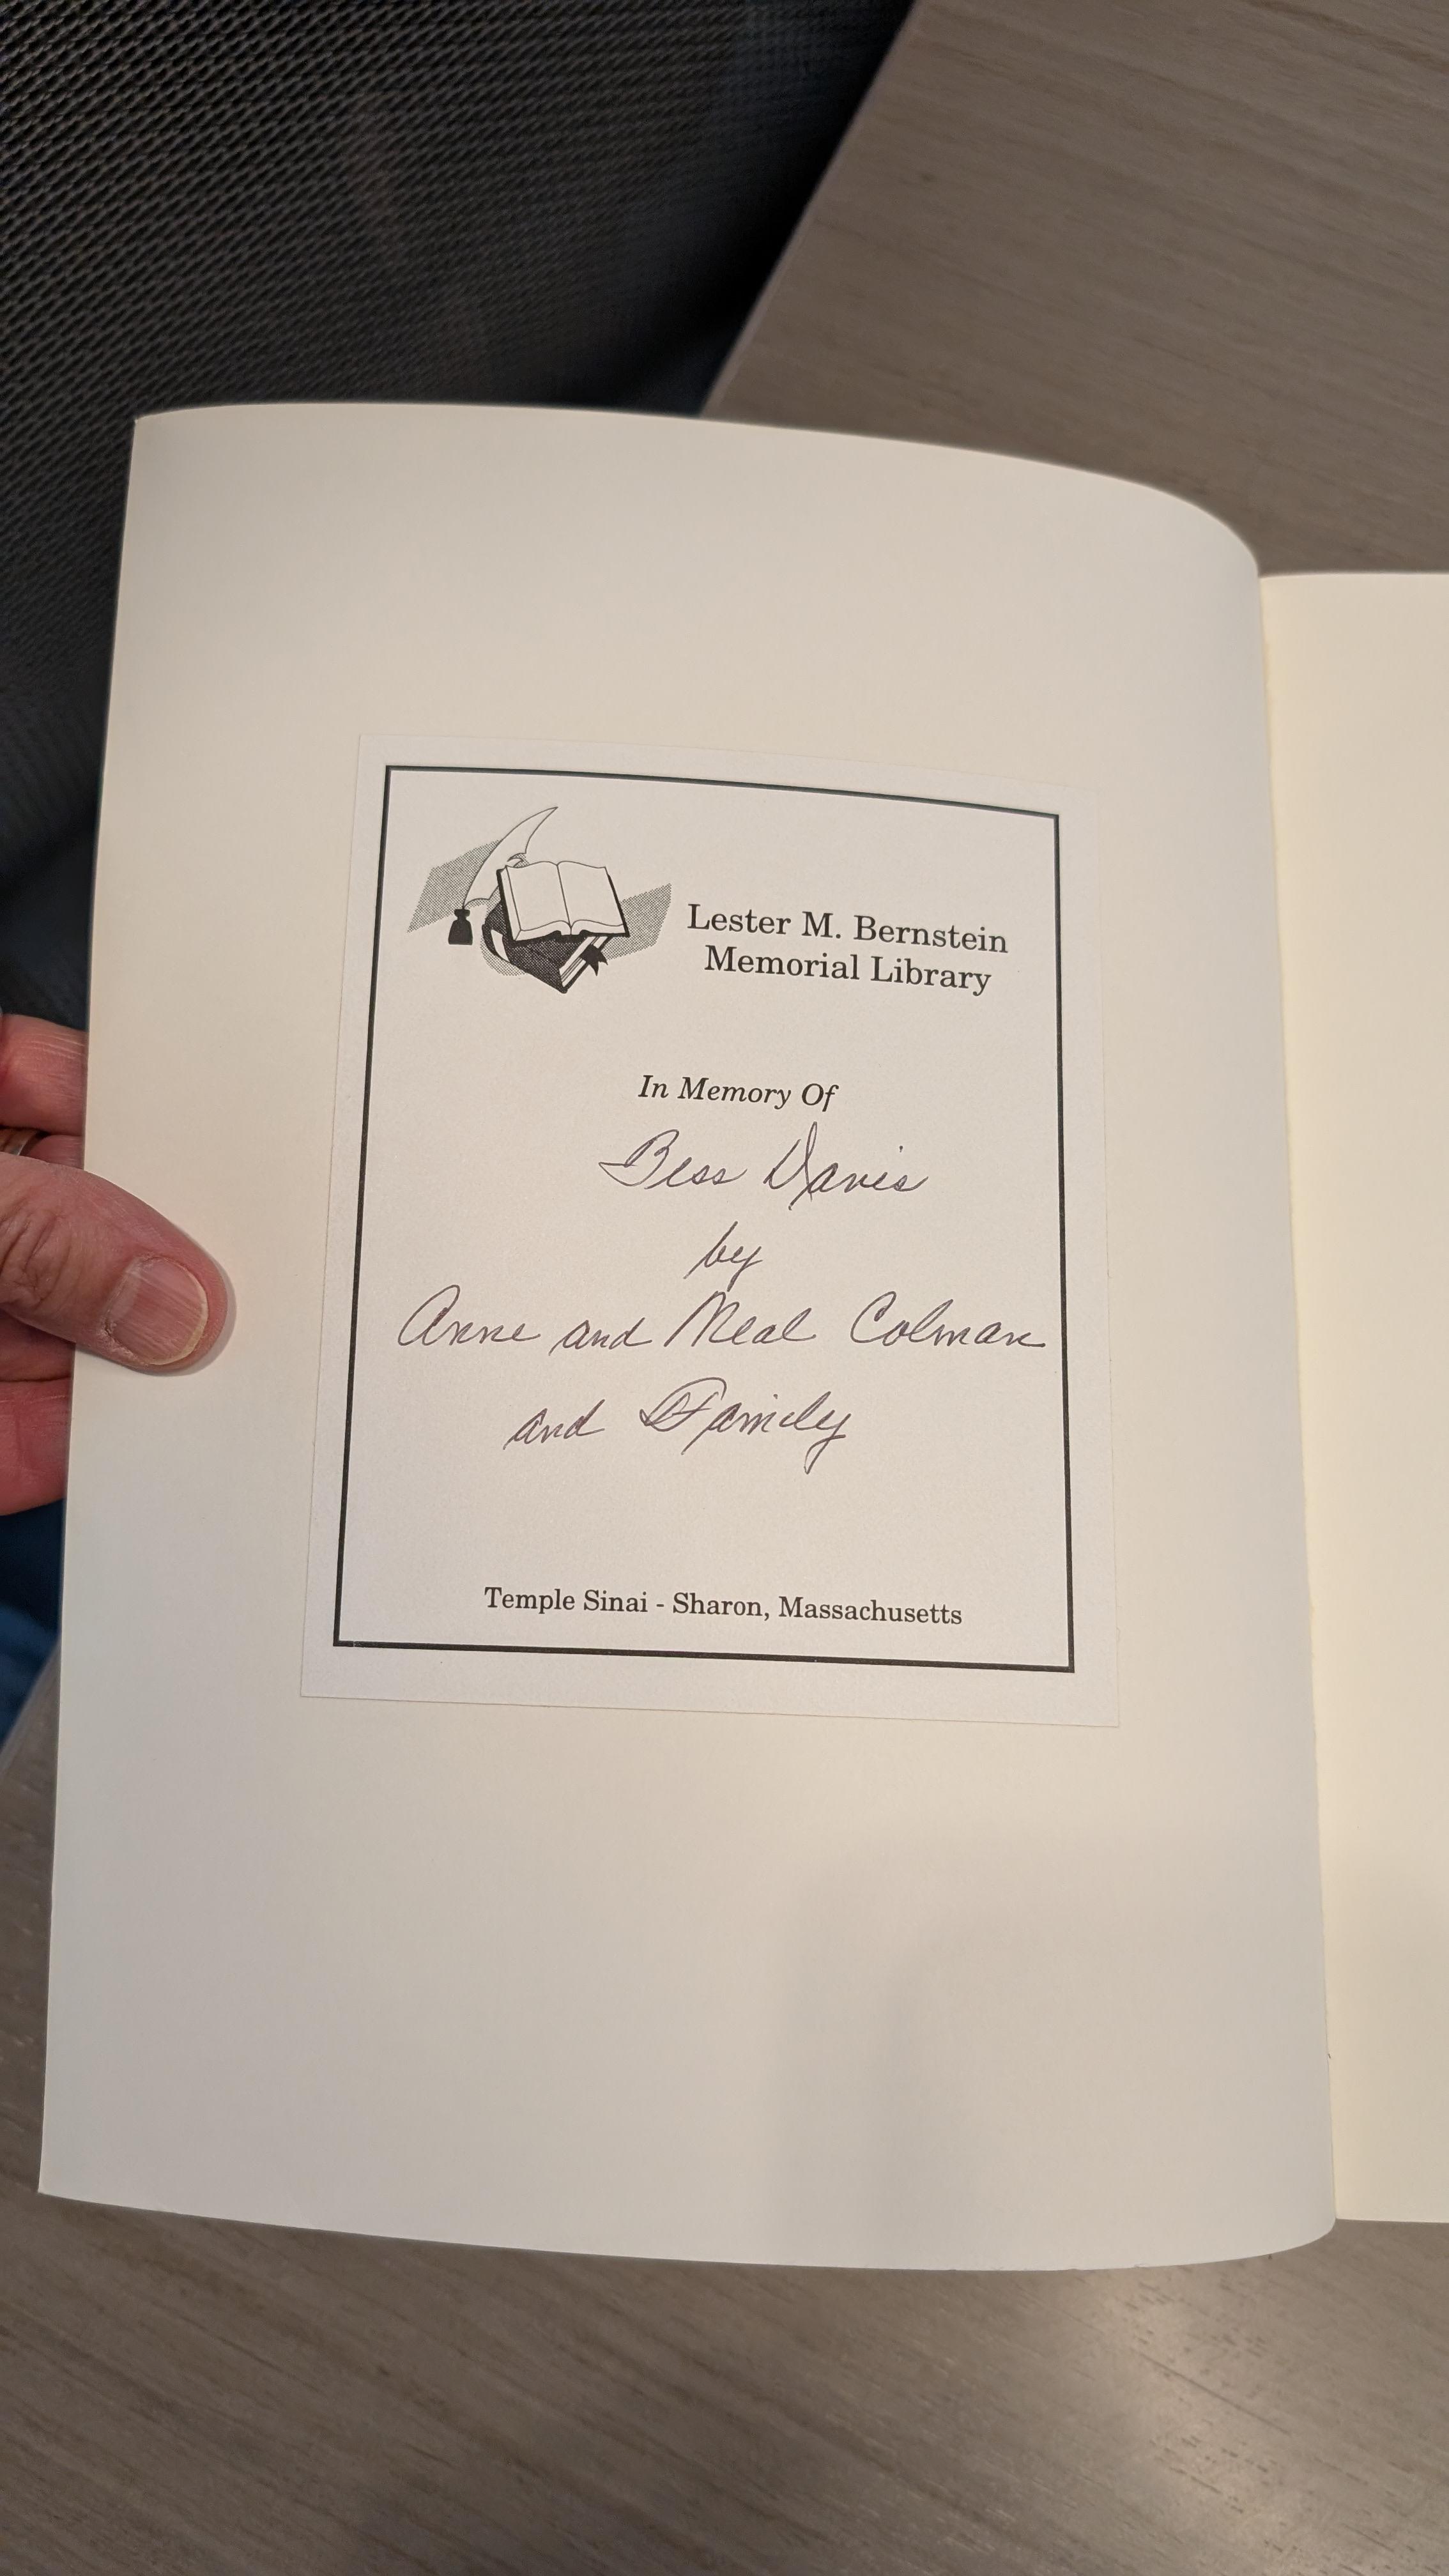 Lester M. Bernstein
Memorial Library
In Memory Of
Bess Davis
by
Anne and Neal Colman
and Family
Temple Sinai - Sharon, Massachusetts